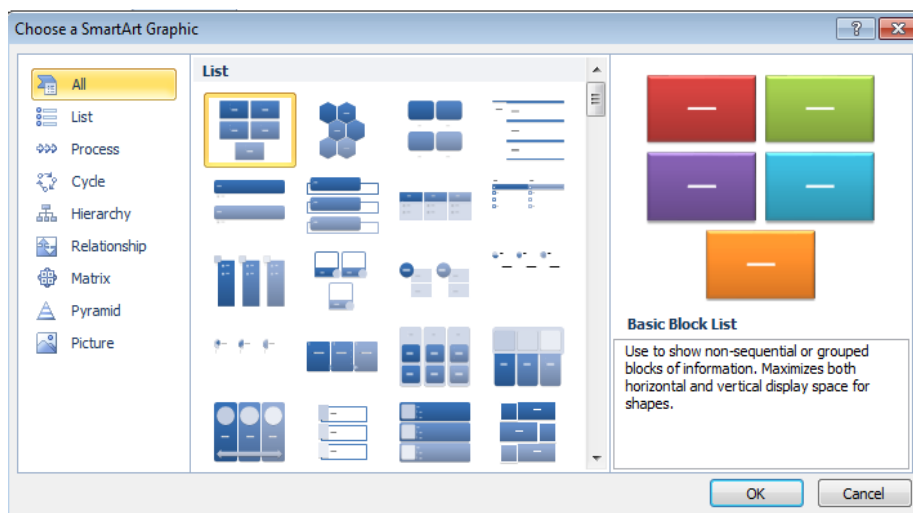 Choose a SmartArt Graphic
All
List
Process
Cycle
Hierarchy
Relationship
Matrix
Pyramid
Picture
List
Basic Block List
Use to show non-sequential or grouped
blocks of information. Maximizes both
horizontal and vertical display space for
shapes.
OK
Cancel